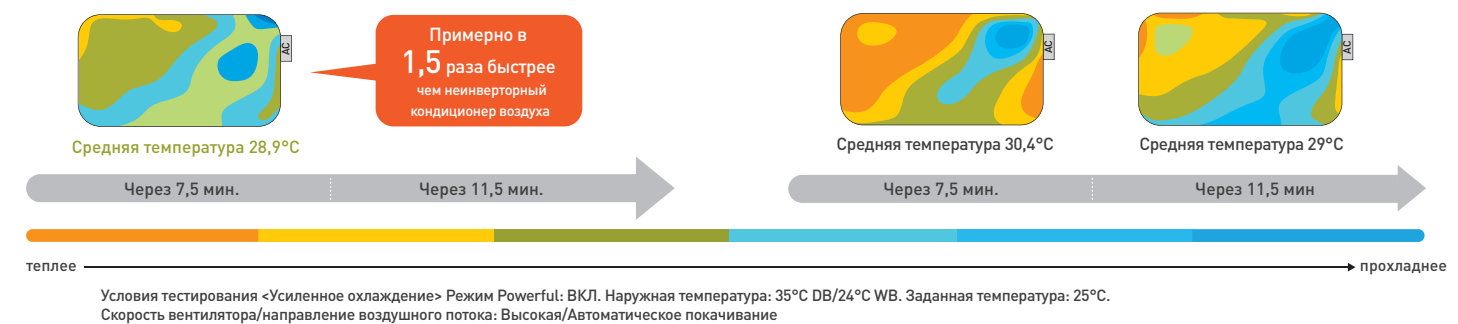 AC
Примерно в
1,5 раза быстрее
чем неинверторный
кондиционер воздуха
AC
AC
Средняя температура 28,9°C
Средняя температура 30,4°C
Средняя температура 29°C
Через 7,5 мин.
Через 11,5 мин.
Через 7,5 мин.
Через 11,5 мин
теплее
прохладнее
Условия тестирования <Усиленное охлаждение> Режим Powerful: ВКЛ. Наружная температура: 35°C DB/24°C WB. Заданная температура: 25°C.
Скорость вентилятора/направление воздушного потока: Высокая/Автоматическое покачивание